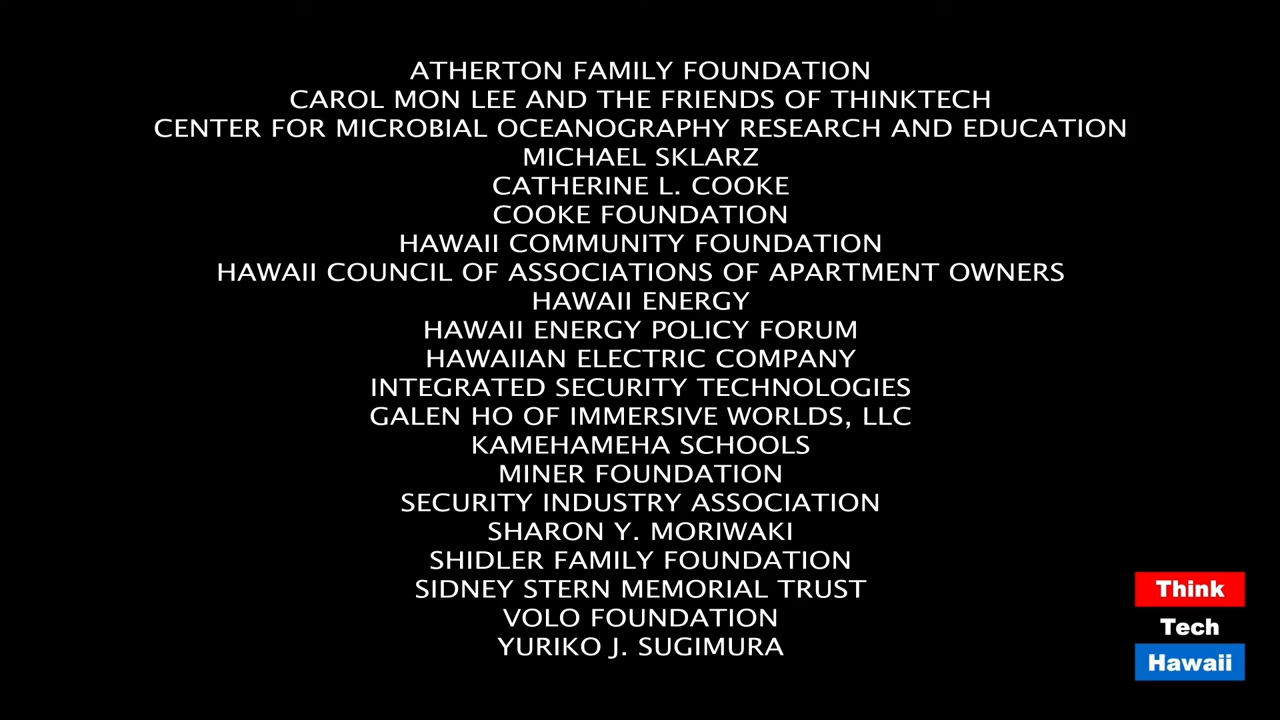 ATHERTON FAMILY FOUNDATION
CAROL MON LEE AND THE FRIENDS OF THINKTECH
CENTER FOR MICROBIAL OCEANOGRAPHY RESEARCH AND EDUCATION
MICHAEL SKLARZ
CATHERINE L. COOKE
COOKE FOUNDATION
HAWAII COMMUNITY FOUNDATION
HAWAII COUNCIL OF ASSOCIATIONS OF APARTMENT OWNERS
HAWAII ENERGY
HAWAII ENERGY POLICY FORUM
HAWAIIAN ELECTRIC COMPANY
INTEGRATED SECURITY TECHNOLOGIES
GALEN HO OF IMMERSIVE WORLDS, LLC
KAMEHAMEHA SCHOOLS
MINER FOUNDATION
SECURITY INDUSTRY ASSOCIATION
SHARON Y. MORIWAKI
SHIDLER FAMILY FOUNDATION
SIDNEY STERN MEMORIAL TRUST
VOLO FOUNDATION
YURIKO J. SUGIMURA
Think
Tech
Hawaii